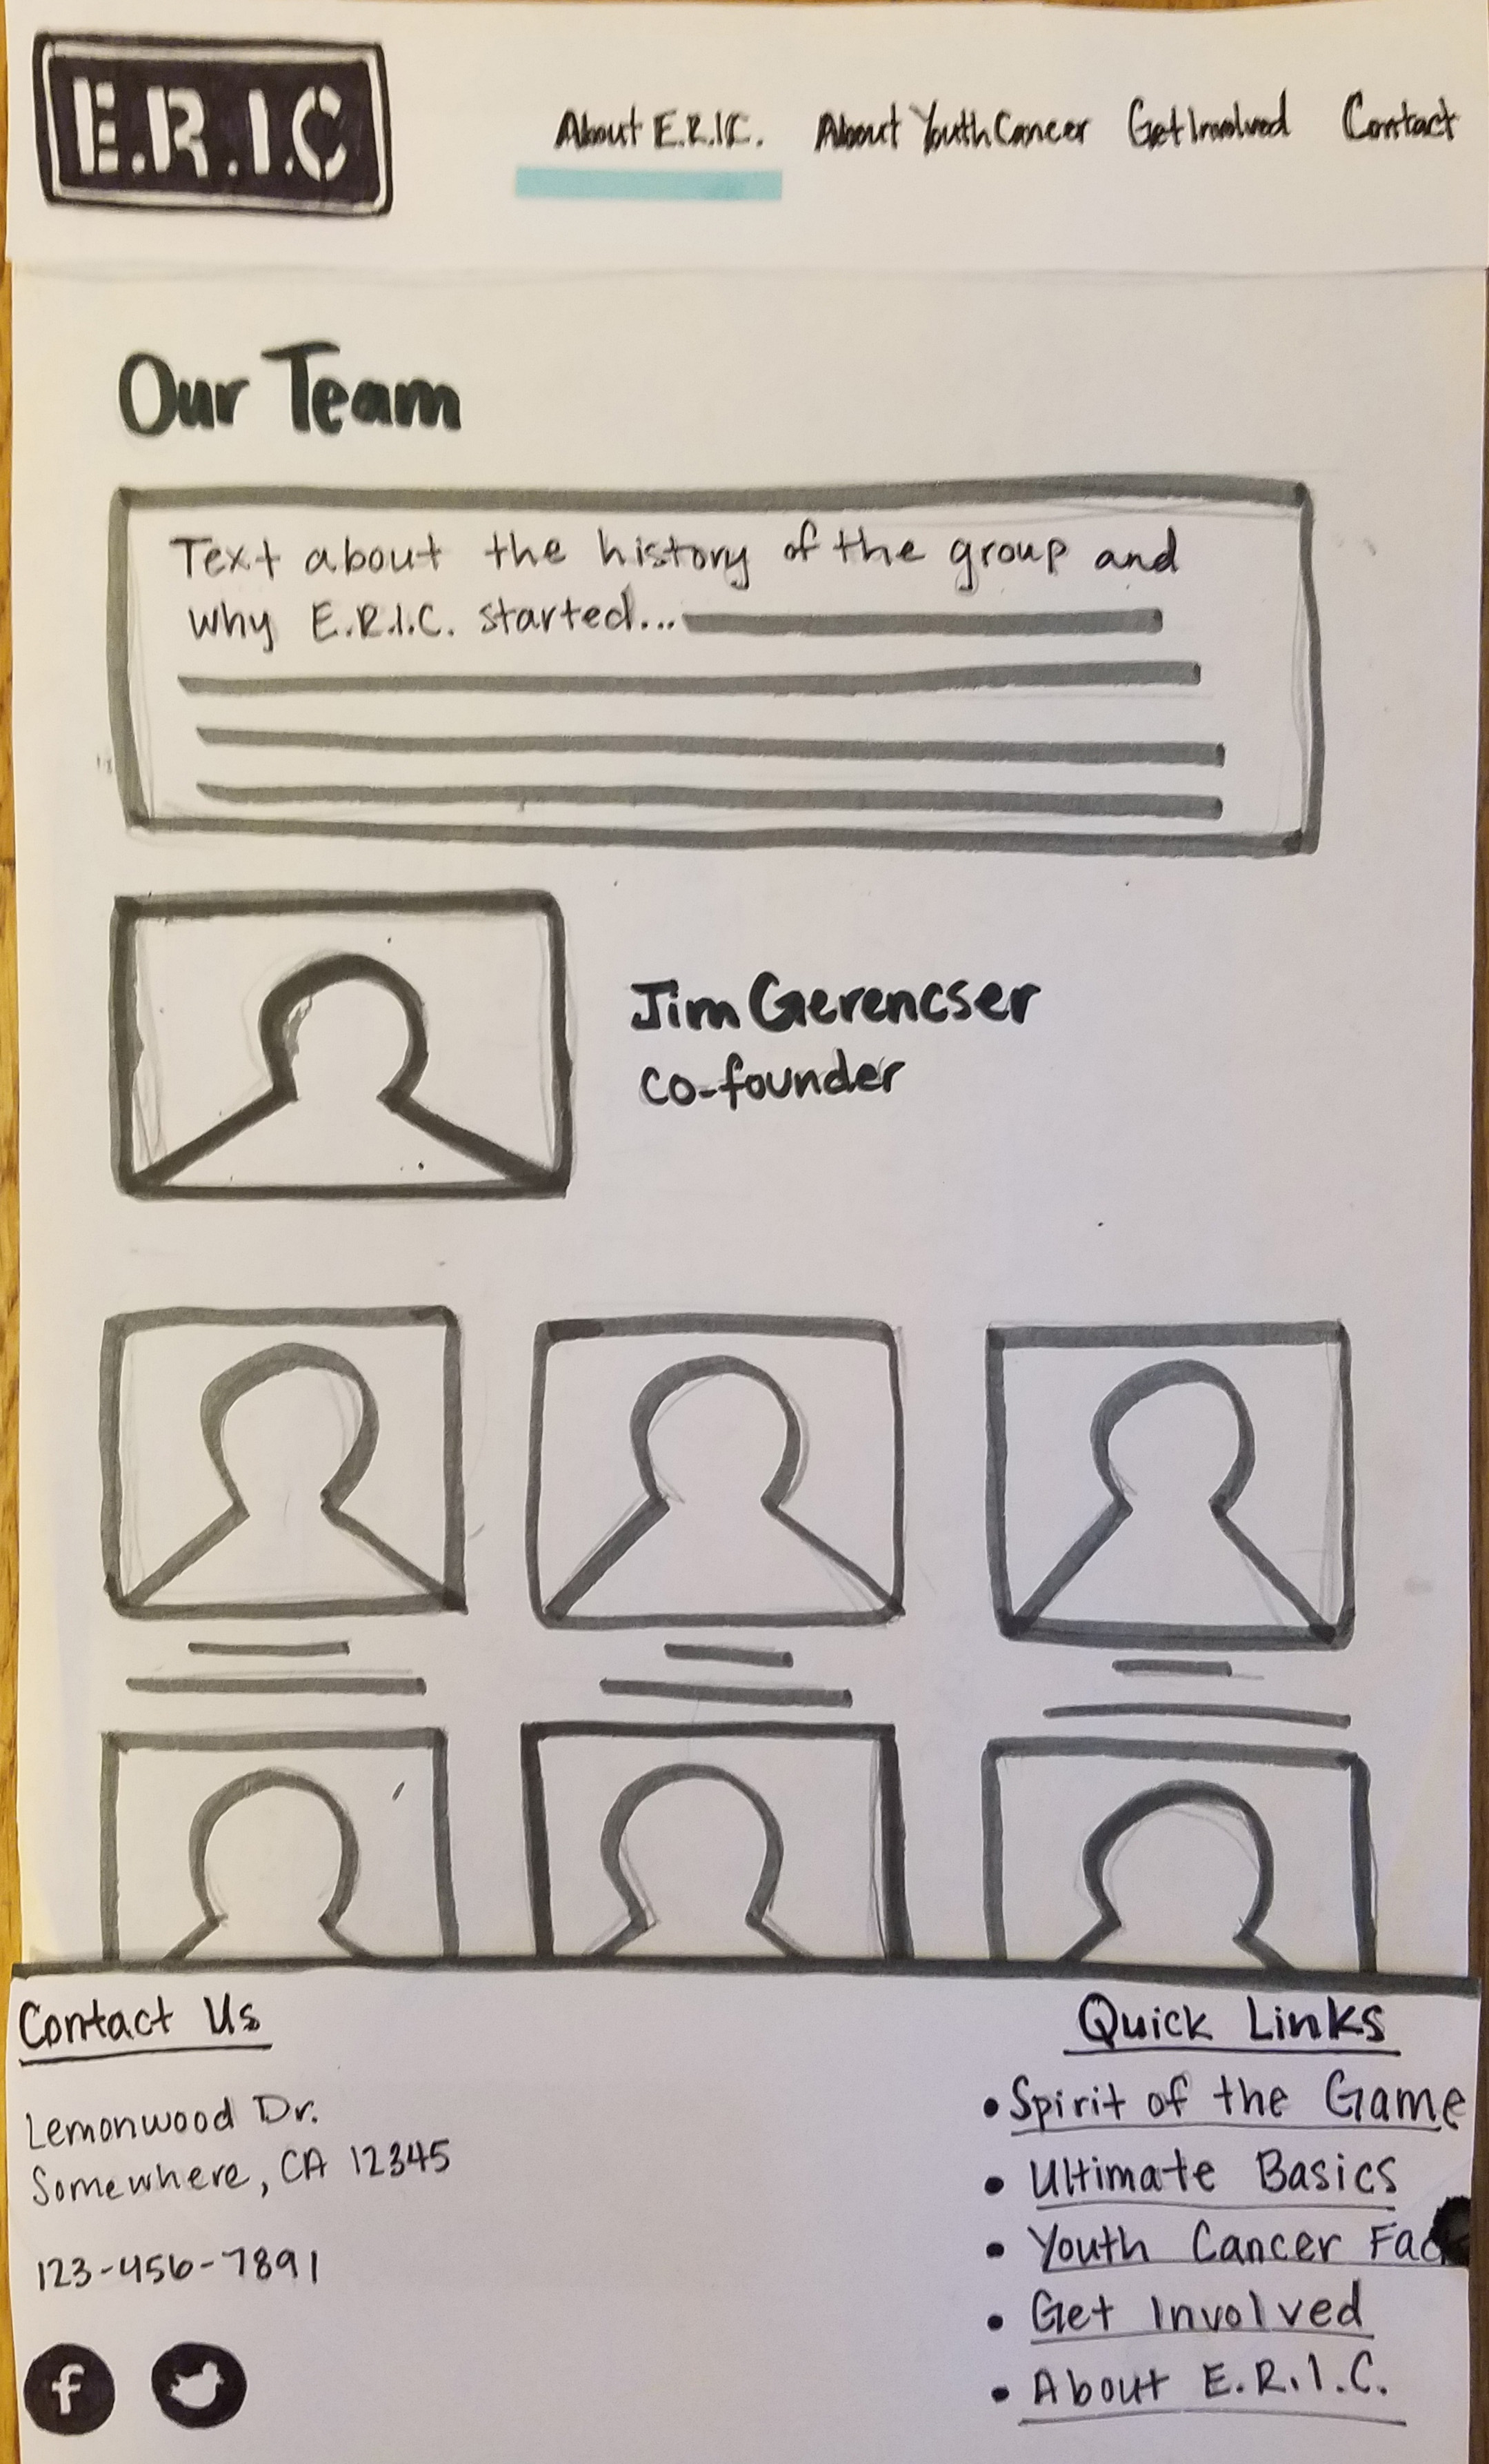 E.R.I.C
About E.R.I.C. About Youth Cancer Get Involved Contact
Our Team
Text about the history of the group and
why E.R.I.C. started...
Jim Gerencser
co-founder
Contact Us
Lemonwood Dr.
Somewhere, CA 12345
123-456-7891
f
Quick Links
• Spirit of the Game
• Ultimate Basics
• Youth Cancer
• Get Involved
• About E.R.I.C.